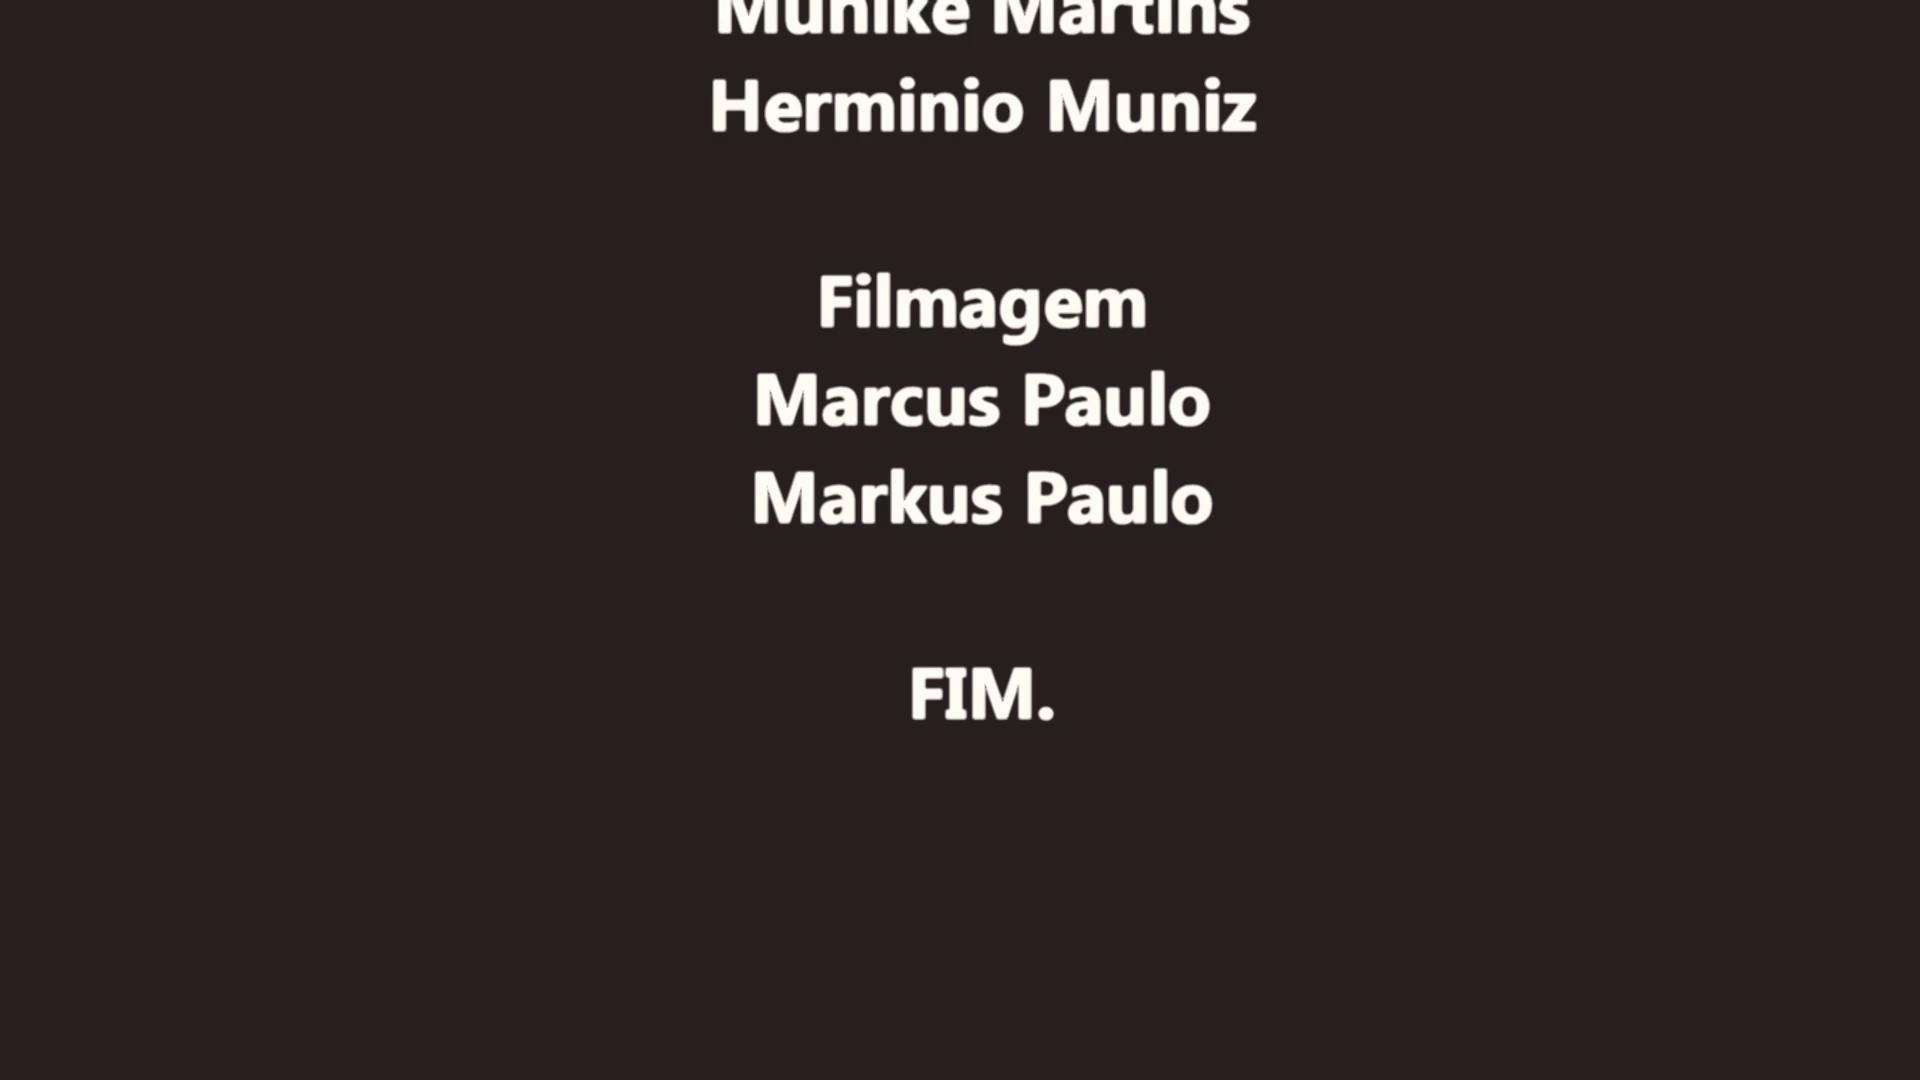 Munike Martins
Herminio Muniz
Filmagem
Marcus Paulo
Markus Paulo
FIM.